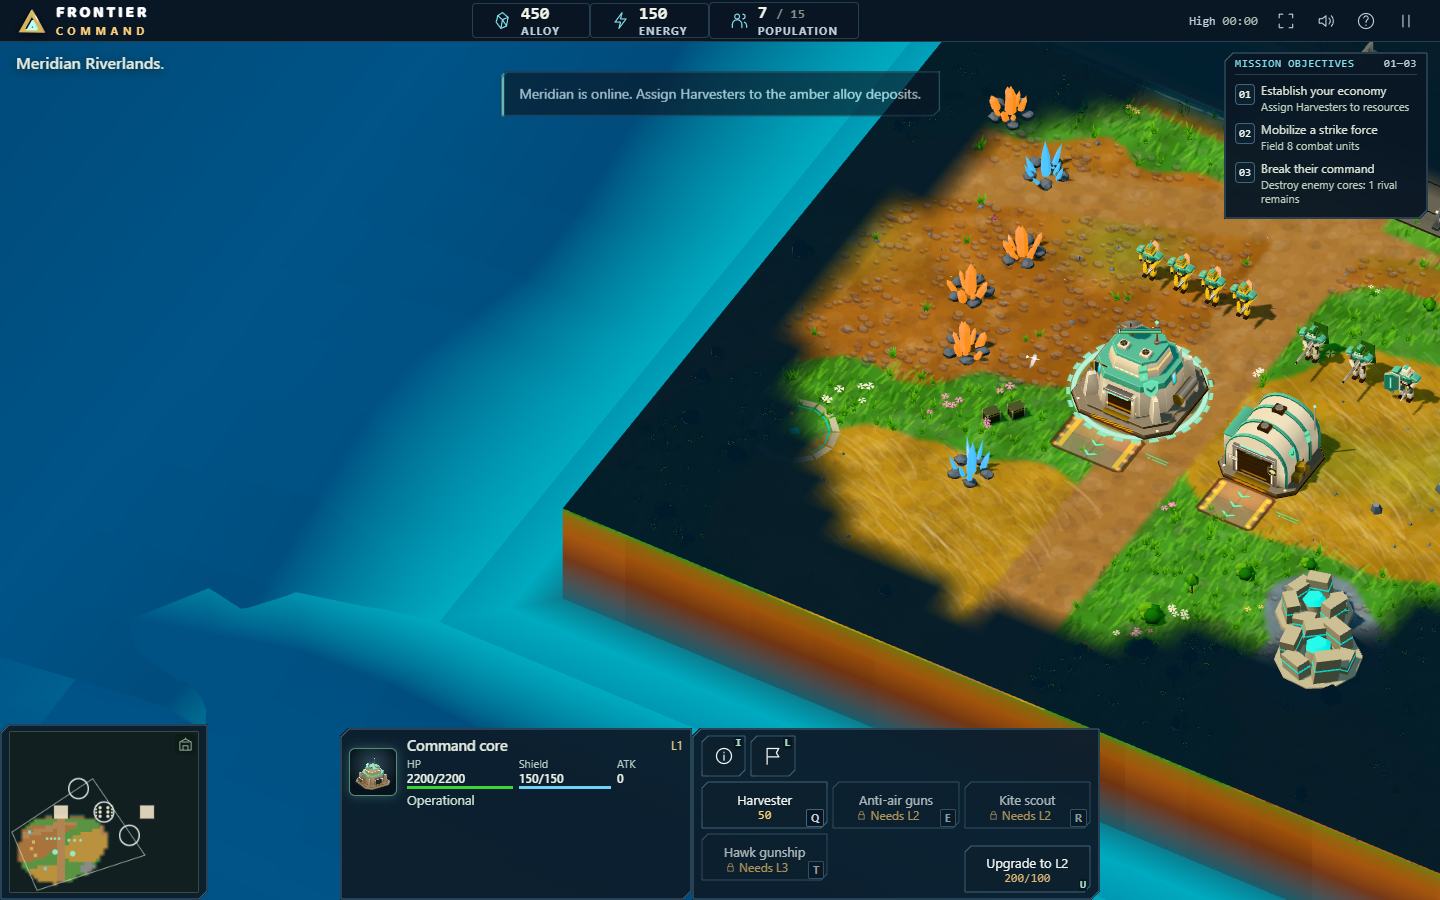 FRONTIER
COMMAND
450
ALLOY
150
ENERGY
7 / 15
POPULATION
High 00:00
Meridian Riverlands.
Meridian is online. Assign Harvesters to the amber alloy deposits.
MISSION OBJECTIVES 01—03
01 Establish your economy
Assign Harvesters to resources
02 Mobilize a strike force
Field 8 combat units
03 Break their command
Destroy enemy cores: 1 rival
remains
Command core L1
HP Shield ATK
2200/2200 150/150 0
Operational
I L
Harvester
50 Q
Anti-air guns
Needs L2 E
Kite scout
Needs L2 R
Hawk gunship
Needs L3 T
Upgrade to L2
200/100 U